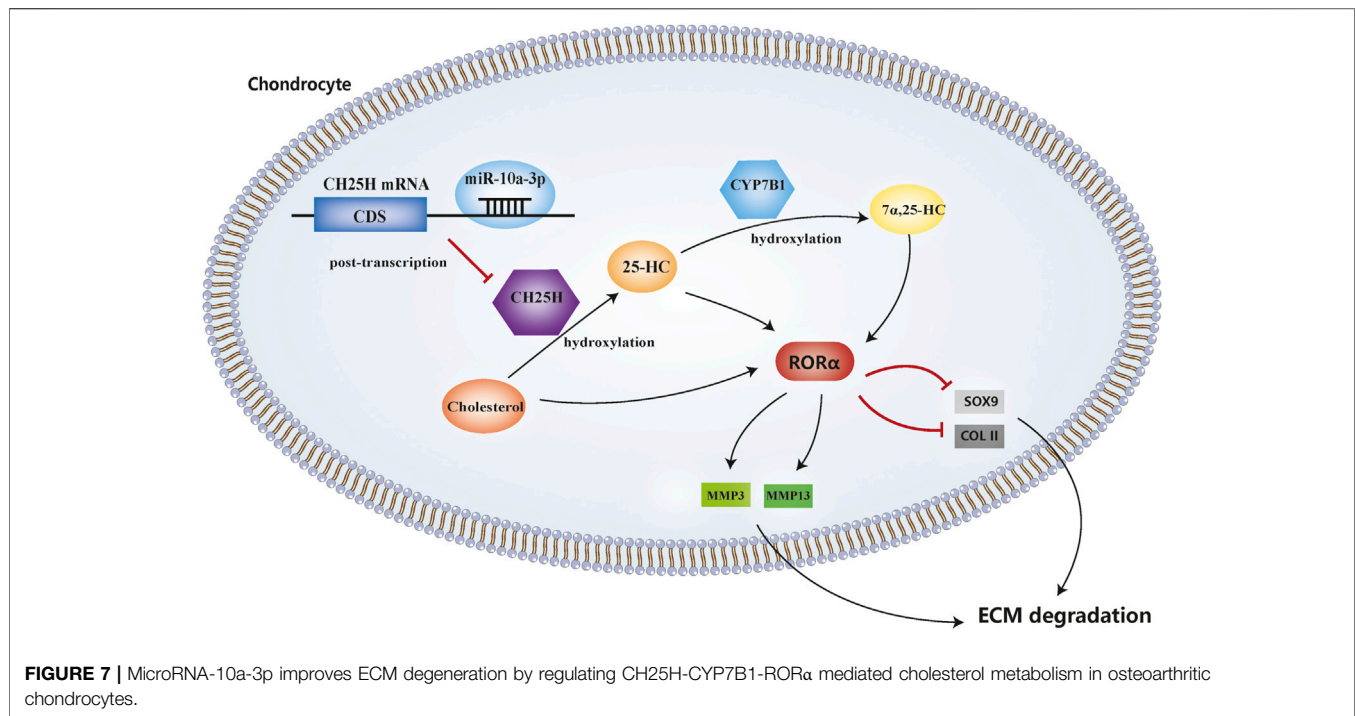 Chondrocyte
CH25H mRNA
miR-10a-3p
CDS
post-transcription
CH25H
hydroxylation
Cholesterol
25-HC
CYP7B1
hydroxylation
7α,25-HC
RORα
SOX9
COL II
MMP3
MMP13
ECM degradation
FIGURE 7 | MicroRNA-10a-3p improves ECM degeneration by regulating CH25H-CYP7B1-RORα mediated cholesterol metabolism in osteoarthritic
chondrocytes.